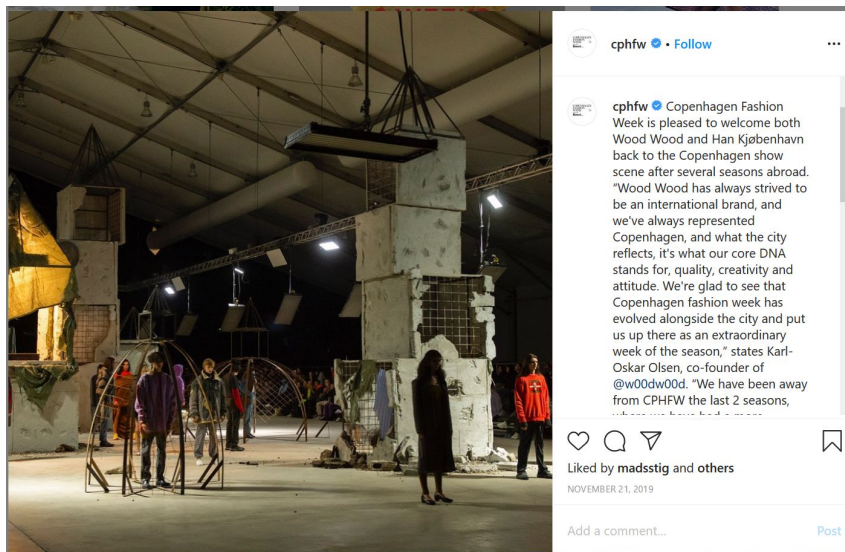 cphfw • Follow
cphfw Copenhagen Fashion
Week is pleased to welcome both
Wood Wood and Han Kjøbenhavn
back to the Copenhagen show
scene after several seasons abroad.
"Wood Wood has always strived to
be an international brand, and
we've always represented
Copenhagen, and what the city
reflects, it's what our core DNA
stands for, quality, creativity and
attitude. We're glad to see that
Copenhagen fashion week has
evolved alongside the city and put
us up there as an extraordinary
week of the season," states Karl-
Oskar Olsen, co-founder of
@w00dw00d. "We have been away
from CPHFW the last 2 seasons,
Liked by madsstig and others
NOVEMBER 21, 2019
Add a comment...
Post